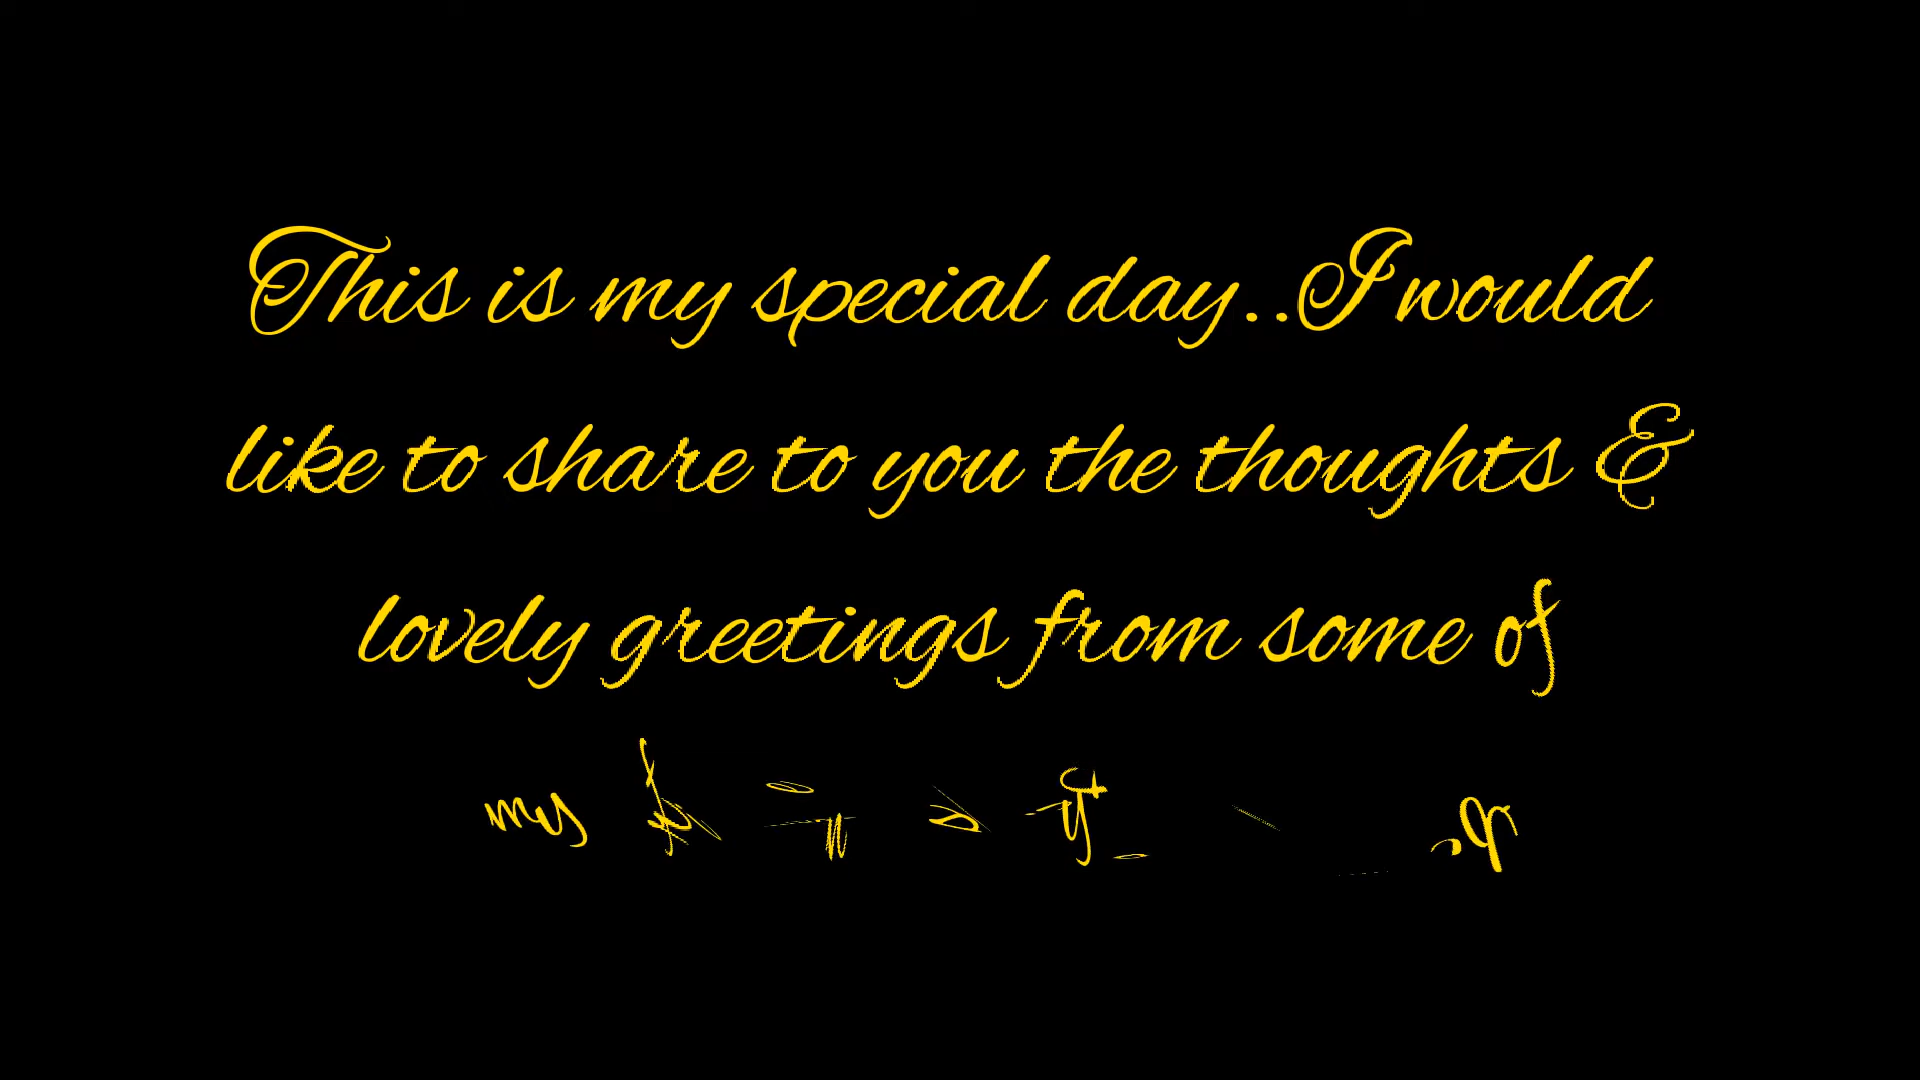 This is my special day..I would
like to share to you the thoughts &
lovely greetings from some of
my